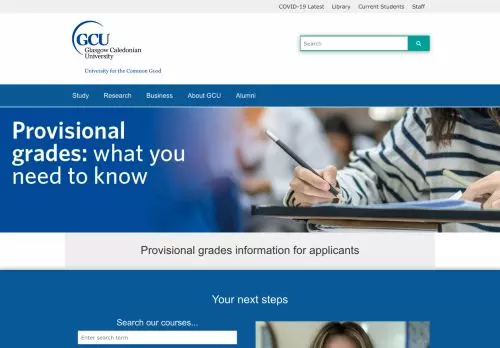 COVID-19 Latest Library Current Students Staff
GCU
Glasgow Caledonian
University
University for the Common Good
Search
Study Research Business About GCU Alumni
Provisional
grades: what you
need to know
Provisional grades information for applicants
Your next steps
Search our courses...
Enter search term